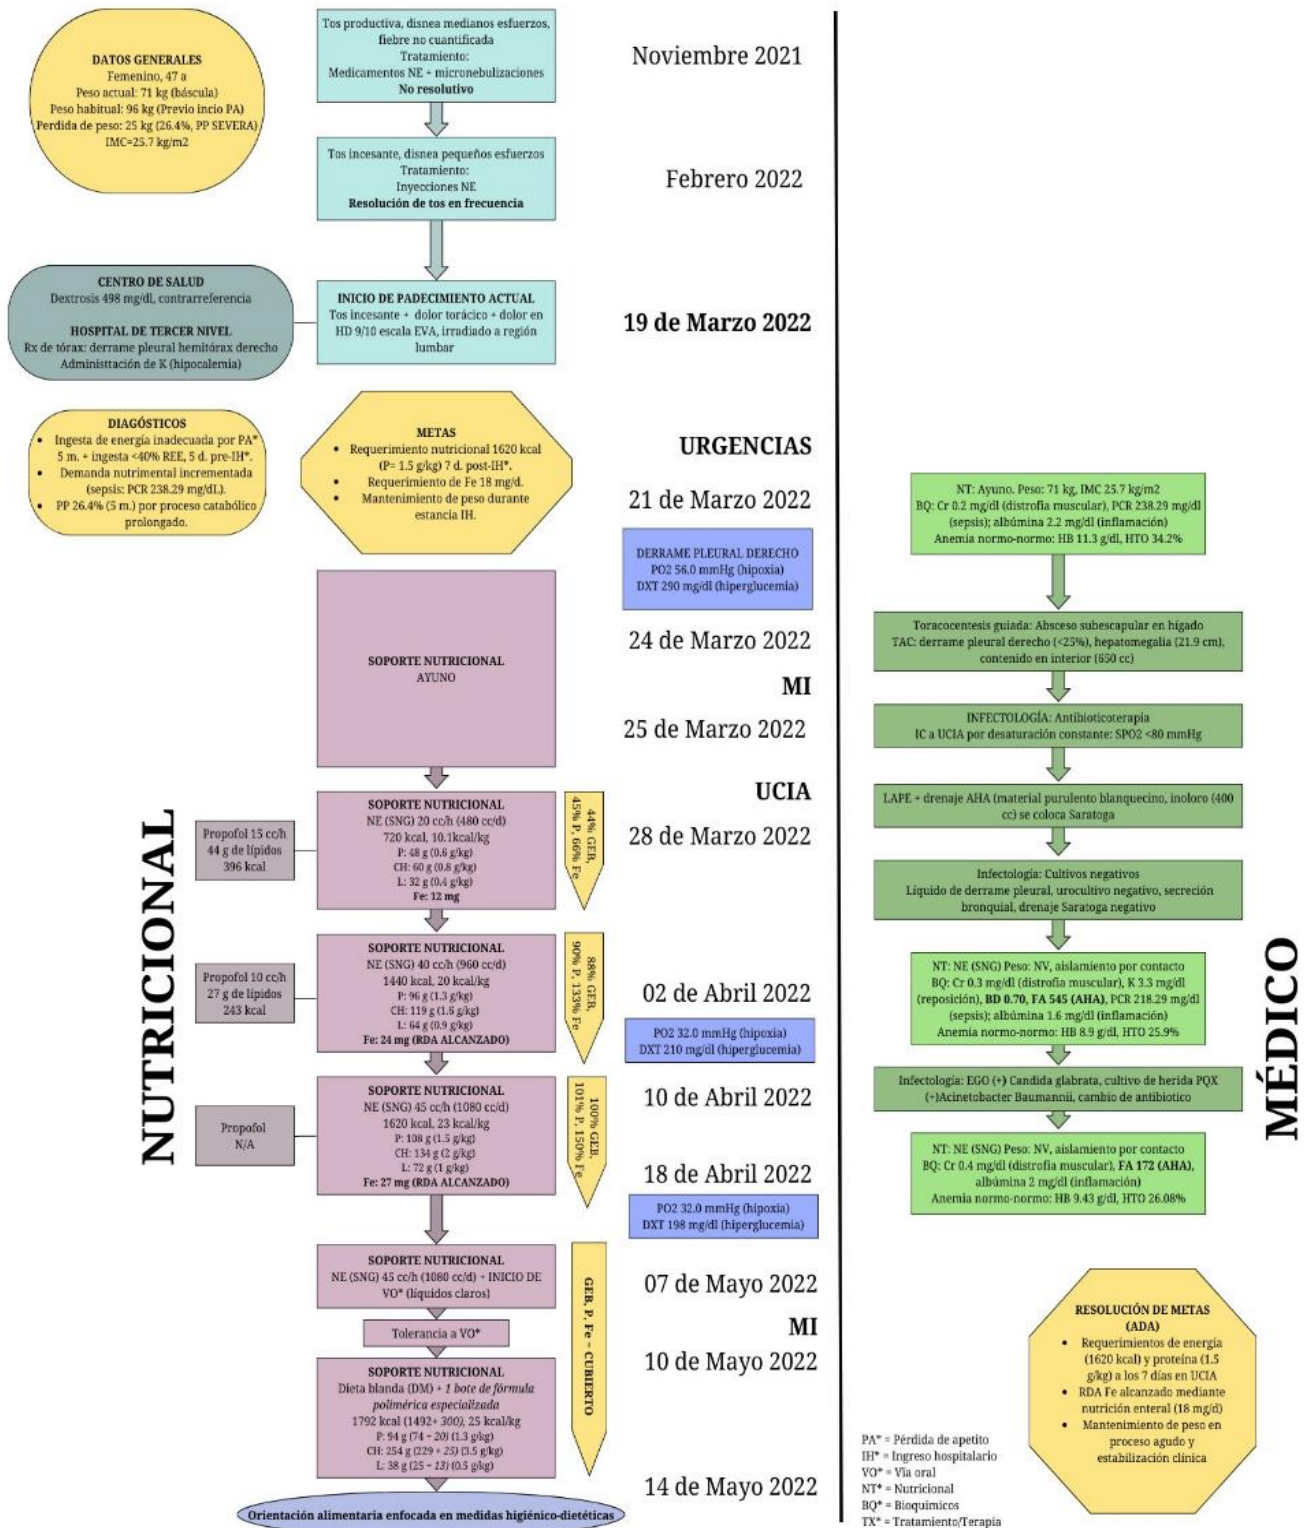 DATOS GENERALES
Femenino, 47 a
Peso actual: 71 kg (báscula)
Peso habitual: 96 kg (Previo incio PA)
Perdida de peso: 25 kg (26.4%, PP SEVERA)
IMC=25.7 kg/m2
Tos productiva, disnea medianos esfuerzos,
fiebre no cuantificada
Tratamiento:
Medicamentos NE + micronebulizaciones
No resolutivo
Noviembre 2021
Tos incesante, disnea pequeños esfuerzos
Tratamiento:
Inyecciones NE
Resolución de tos en frecuencia
Febrero 2022
CENTRO DE SALUD
Dextrosis 498 mg/dl, contrarreferencia
HOSPITAL DE TERCER NIVEL
Rx de tórax: derrame pleural hemitórax derecho
Administtación de K (hipocalemia)
INICIO DE PADECIMIENTO ACTUAL
Tos incesante + dolor torácico + dolor en
HD 9/10 escala EVA, irradiado a región
lumbar
19 de Marzo 2022
DIAGÓSTICOS
• Ingesta de energía inadecuada por PA*
5 m. + ingesta <40% REE, 5 d. pre-IH*.
• Demanda nutrimental incrementada
(sepsis: PCR 238.29 mg/dL).
• PP 26.4% (5 m.) por proceso catabólico
prolongado.
METAS
• Requerimiento nutricional 1620 kcal
(P= 1.5 g/kg) 7 d. post-IH*.
• Requerimiento de Fe 18 mg/d.
• Mantenimiento de peso durante
estancia IH.
URGENCIAS
21 de Marzo 2022
DERRAME PLEURAL DERECHO
PO2 56.0 mmHg (hipoxia)
DXT 290 mg/dl (hiperglucemia)
24 de Marzo 2022
MI
25 de Marzo 2022
UCIA
28 de Marzo 2022
SOPORTE NUTRICIONAL
AYUNO
NUTRICIONAL
Propofol 15 cc/h
44 g de lípidos
396 kcal
SOPORTE NUTRICIONAL
NE (SNG) 20 cc/h (480 cc/d)
720 kcal, 10.1kcal/kg
P: 48 g (0.6 g/kg)
CH: 60 g (0.8 g/kg)
L: 32 g (0.4 g/kg)
Fe: 12 mg
44% GEB,
45% P, 66% Fe
Propofol 10 cc/h
27 g de lípidos
243 kcal
SOPORTE NUTRICIONAL
NE (SNG) 40 cc/h (960 cc/d)
1440 kcal, 20 kcal/kg
P: 96 g (1.3 g/kg)
CH: 119 g (1.6 g/kg)
L: 64 g (0.9 g/kg)
Fe: 24 mg (RDA ALCANZADO)
88% GEB,
90% P, 133% Fe
02 de Abril 2022
PO2 32.0 mmHg (hipoxia)
DXT 210 mg/dl (hiperglucemia)
Propofol
N/A
SOPORTE NUTRICIONAL
NE (SNG) 45 cc/h (1080 cc/d)
1620 kcal, 23 kcal/kg
P: 108 g (1.5 g/kg)
CH: 134 g (2 g/kg)
L: 72 g (1 g/kg)
Fe: 27 mg (RDA ALCANZADO)
100% GEB,
101% P, 150% Fe
10 de Abril 2022
18 de Abril 2022
PO2 32.0 mmHg (hipoxia)
DXT 198 mg/dl (hiperglucemia)
SOPORTE NUTRICIONAL
NE (SNG) 45 cc/h (1080 cc/d) + INICIO DE
VO* (líquidos claros)
Tolerancia a VO*
SOPORTE NUTRICIONAL
Dieta blanda (DM) + 1 bote de fórmula
polimérica especializada
1792 kcal (1492+ 300), 25 kcal/kg
P: 94 g (74 + 20) (1.3 g/kg)
CH: 254 g (229 + 25) (3.5 g/kg)
L: 38 g (25 + 13) (0.5 g/kg)
GEB, P, Fe = CUBIERTO
07 de Mayo 2022
MI
10 de Mayo 2022
14 de Mayo 2022
Orientación alimentaria enfocada en medidas higiénico-dietéticas
NT: Ayuno. Peso: 71 kg, IMC 25.7 kg/m2
BQ: Cr 0.2 mg/dl (distrofia muscular), PCR 238.29 mg/dl
(sepsis); albúmina 2.2 mg/dl (inflamación)
Anemia normo-normo: HB 11.3 g/dl, HTO 34.2%
Toracocentesis guiada: Absceso subescapular en hígado
TAC: derrame pleural derecho (<25%), hepatomegalia (21.9 cm),
contenido en interior (650 cc)
INFECTOLOGÍA: Antibioticoterapia
IC a UCIA por desaturación constante: SPO2 <80 mmHg
LAPE + drenaje AHA (material purulento blanquecino, inoloro (400
cc) se coloca Saratoga
Infectología: Cultivos negativos
Líquido de derrame pleural, urocultivo negativo, secreción
bronquial, drenaje Saratoga negativo
NT: NE (SNG) Peso: NV, aislamiento por contacto
BQ: Cr 0.3 mg/dl (distrofia muscular), K 3.3 mg/dl
(reposición), BD 0.70, FA 545 (AHA), PCR 218.29 mg/dl
(sepsis); albúmina 1.6 mg/dl (inflamación)
Anemia normo-normo: HB 8.9 g/dl, HTO 25.9%
Infectología: EGO (+) Candida glabrata, cultivo de herida PQX
(+)Acinetobacter Baumannii, cambio de antibiotico
NT: NE (SNG) Peso: NV, aislamiento por contacto
BQ: Cr 0.4 mg/dl (distrofia muscular), FA 172 (AHA),
albúmina 2 mg/dl (inflamación)
Anemia normo-normo: HB 9.43 g/dl, HTO 26.08%
MÉDICO
RESOLUCIÓN DE METAS
(ADA)
• Requerimientos de energía
(1620 kcal) y proteína (1.5
g/kg) a los 7 días en UCIA
• RDA Fe alcanzado mediante
nutrición enteral (18 mg/d)
• Mantenimiento de peso en
proceso agudo y
estabilización clínica
PA* = Pérdida de apetito
IH* = Ingreso hospitalario
VO* = Vía oral
NT* = Nutricional
BQ* = Bioquímicos
TX* = Tratamiento/Terapia